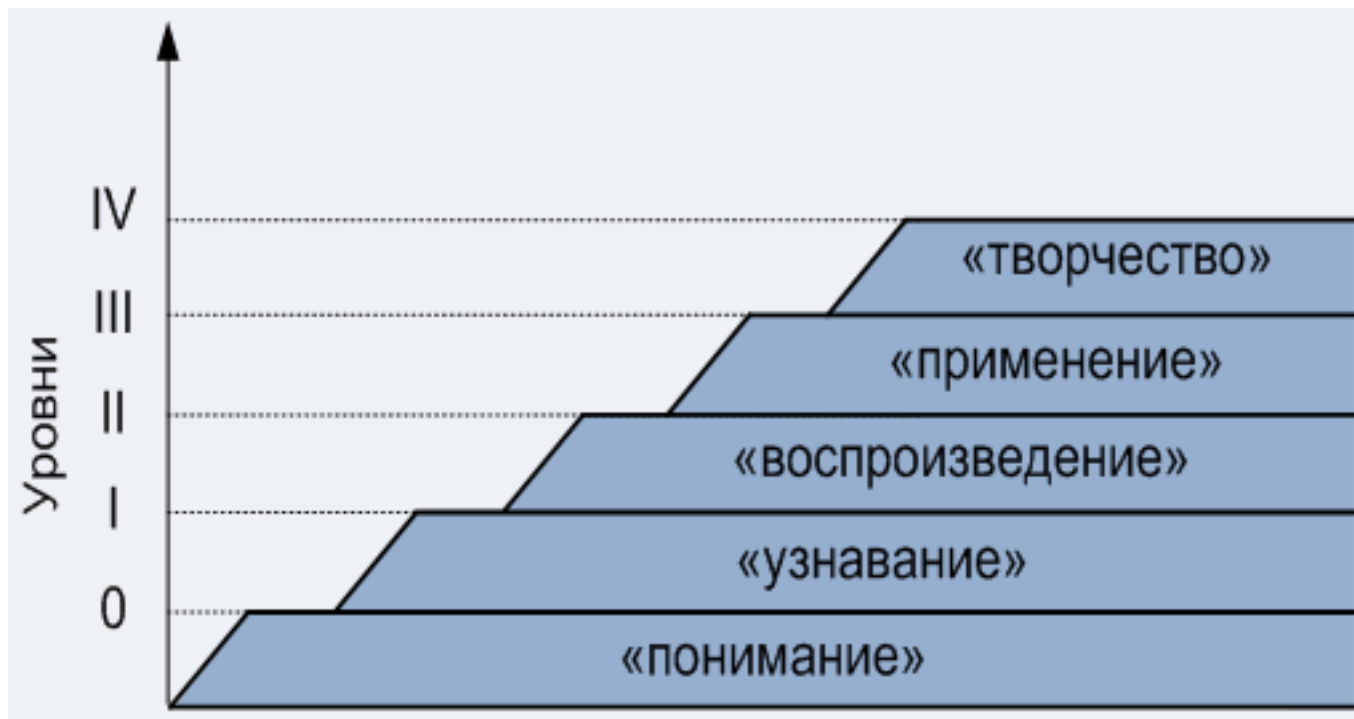 IV
«творчество»
III
«применение»
II
«воспроизведение»
I
«узнавание»
0
«понимание»
Уровни